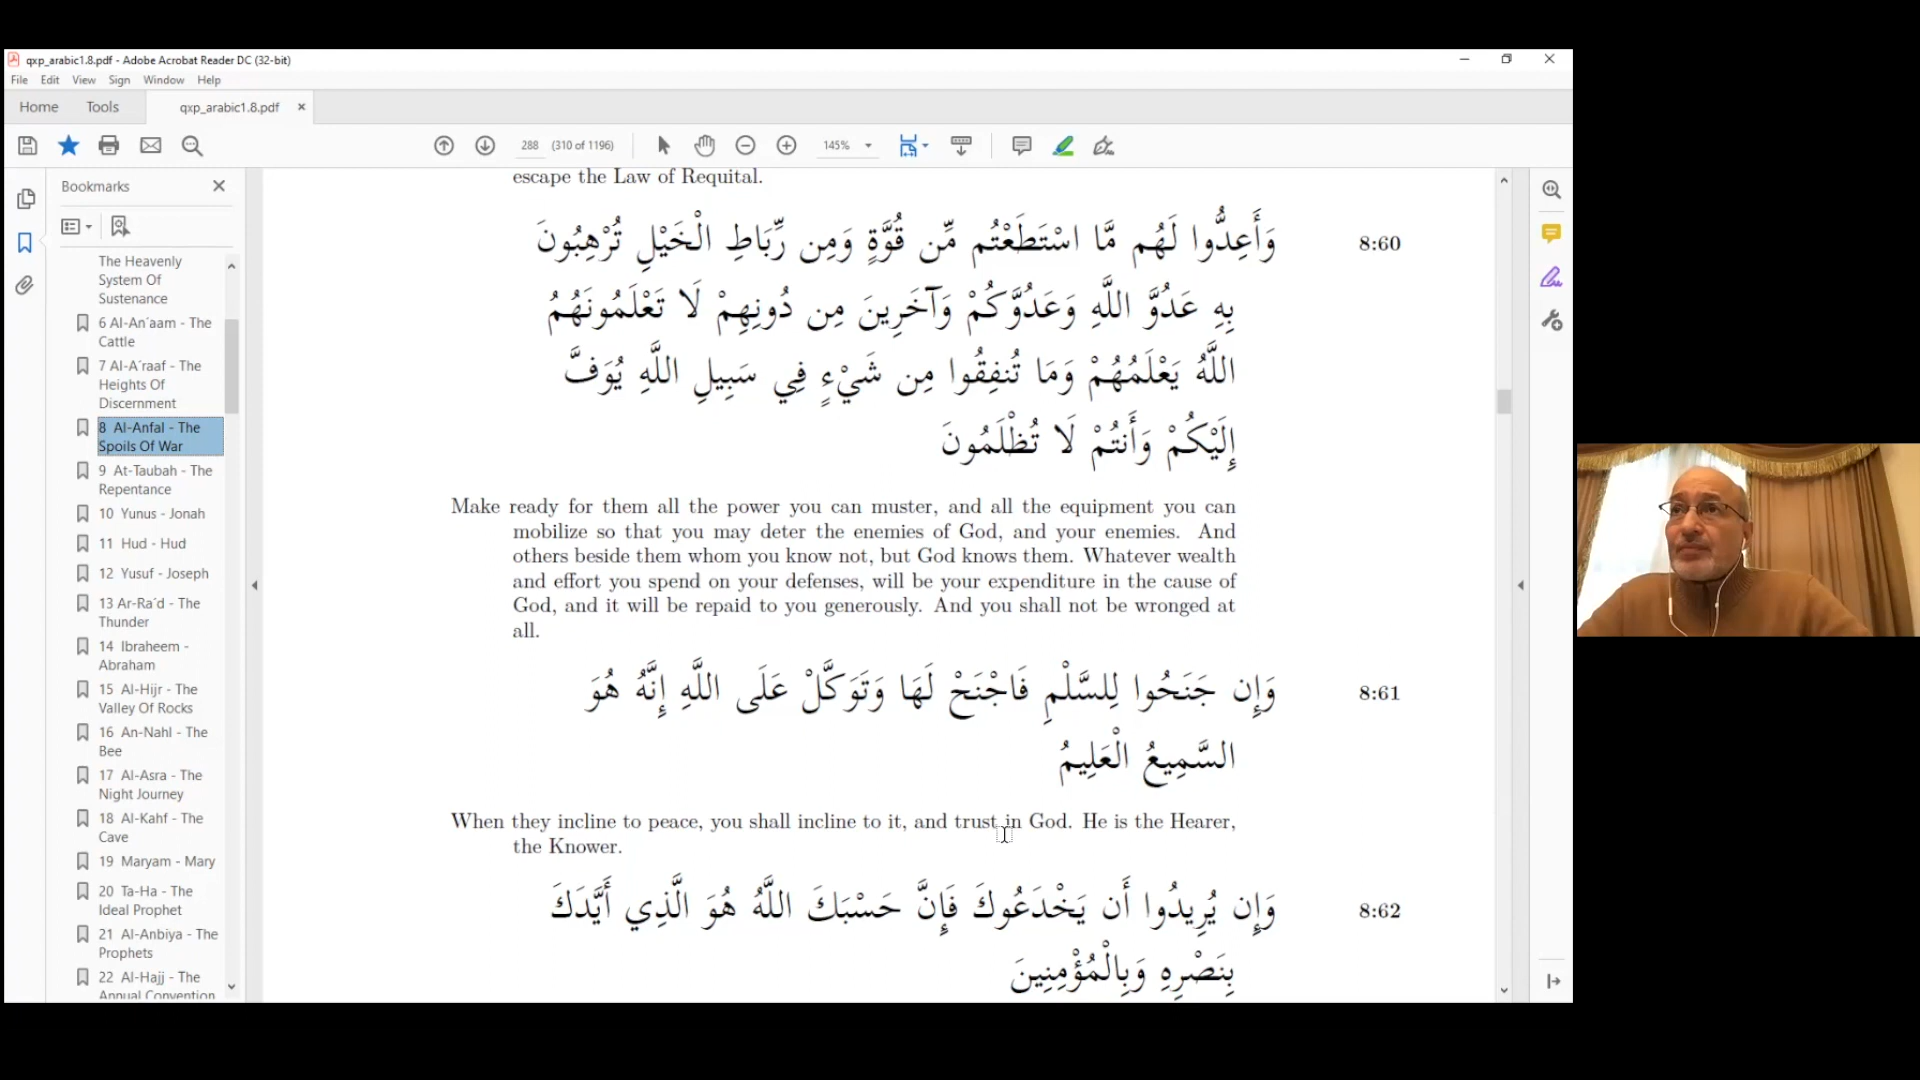 qxp_arabic1.8.pdf - Adobe Acrobat Reader DC (32-bit)
File Edit View Sign Window Help
Home Tools qxp_arabic1.8.pdf ×
288 (310 of 1196) 145%
Bookmarks
The Heavenly
System Of
Sustenance
6 Al-An´aam - The
Cattle
7 Al-A´raaf - The
Heights Of
Discernment
8 Al-Anfal - The
Spoils Of War
9 At-Taubah - The
Repentance
10 Yunus - Jonah
11 Hud - Hud
12 Yusuf - Joseph
13 Ar-Ra´d - The
Thunder
14 Ibraheem -
Abraham
15 Al-Hijr - The
Valley Of Rocks
16 An-Nahl - The
Bee
17 Al-Asra - The
Night Journey
18 Al-Kahf - The
Cave
19 Maryam - Mary
20 Ta-Ha - The
Ideal Prophet
21 Al-Anbiya - The
Prophets
22 Al-Hajj - The
Annual Convention
escape the Law of Requital.
وَأَعِدُّوا لَهُم مَّا اسْتَطَعْتُم مِّن قُوَّةٍ وَمِن رِّبَاطِ الْخَيْلِ تُرْهِبُونَ 8:60
بِهِ عَدُوَّ اللَّهِ وَعَدُوَّكُمْ وَآخَرِينَ مِن دُونِهِمْ لَا تَعْلَمُونَهُمُ
اللَّهُ يَعْلَمُهُمْ وَمَا تُنفِقُوا مِن شَيْءٍ فِي سَبِيلِ اللَّهِ يُوَفَّ
إِلَيْكُمْ وَأَنتُمْ لَا تُظْلَمُونَ
Make ready for them all the power you can muster, and all the equipment you can
mobilize so that you may deter the enemies of God, and your enemies. And
others beside them whom you know not, but God knows them. Whatever wealth
and effort you spend on your defenses, will be your expenditure in the cause of
God, and it will be repaid to you generously. And you shall not be wronged at
all.
وَإِن جَنَحُوا لِلسَّلْمِ فَاجْنَحْ لَهَا وَتَوَكَّلْ عَلَى اللَّهِ إِنَّهُ هُوَ 8:61
السَّمِيعُ الْعَلِيمُ
When they incline to peace, you shall incline to it, and trust in God. He is the Hearer,
the Knower.
وَإِن يُرِيدُوا أَن يَخْدَعُوكَ فَإِنَّ حَسْبَكَ اللَّهُ هُوَ الَّذِي أَيَّدَكَ 8:62
بِنَصْرِهِ وَبِالْمُؤْمِنِينَ